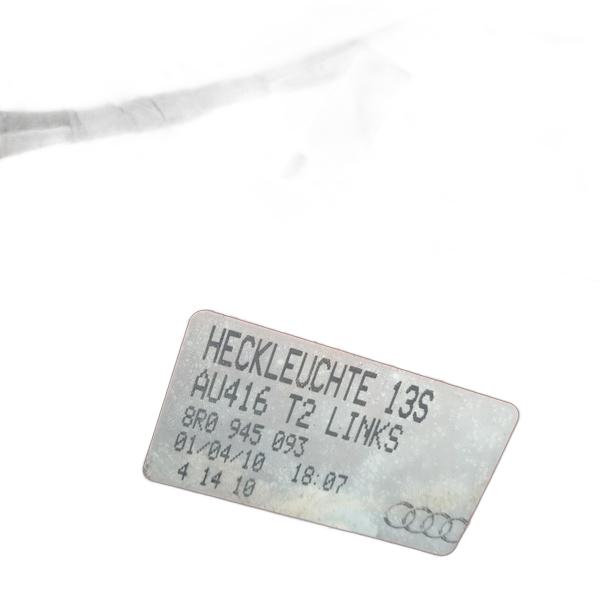 HECKLEUCHTE 13S
AU416 T2 LINKS
8R0 945 093
01/04/10 18:07
4 14 10